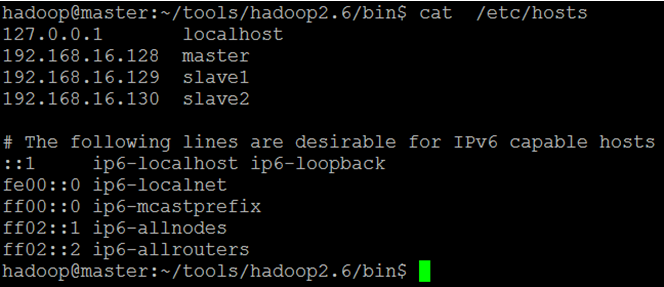 hadoop@master:~/tools/hadoop2.6/bin$ cat  /etc/hosts
127.0.0.1       localhost
192.168.16.128  master
192.168.16.129  slave1
192.168.16.130  slave2
# The following lines are desirable for IPv6 capable hosts
::1     ip6-localhost ip6-loopback
fe00::0 ip6-localnet
ff00::0 ip6-mcastprefix
ff02::1 ip6-allnodes
ff02::2 ip6-allrouters
hadoop@master:~/tools/hadoop2.6/bin$